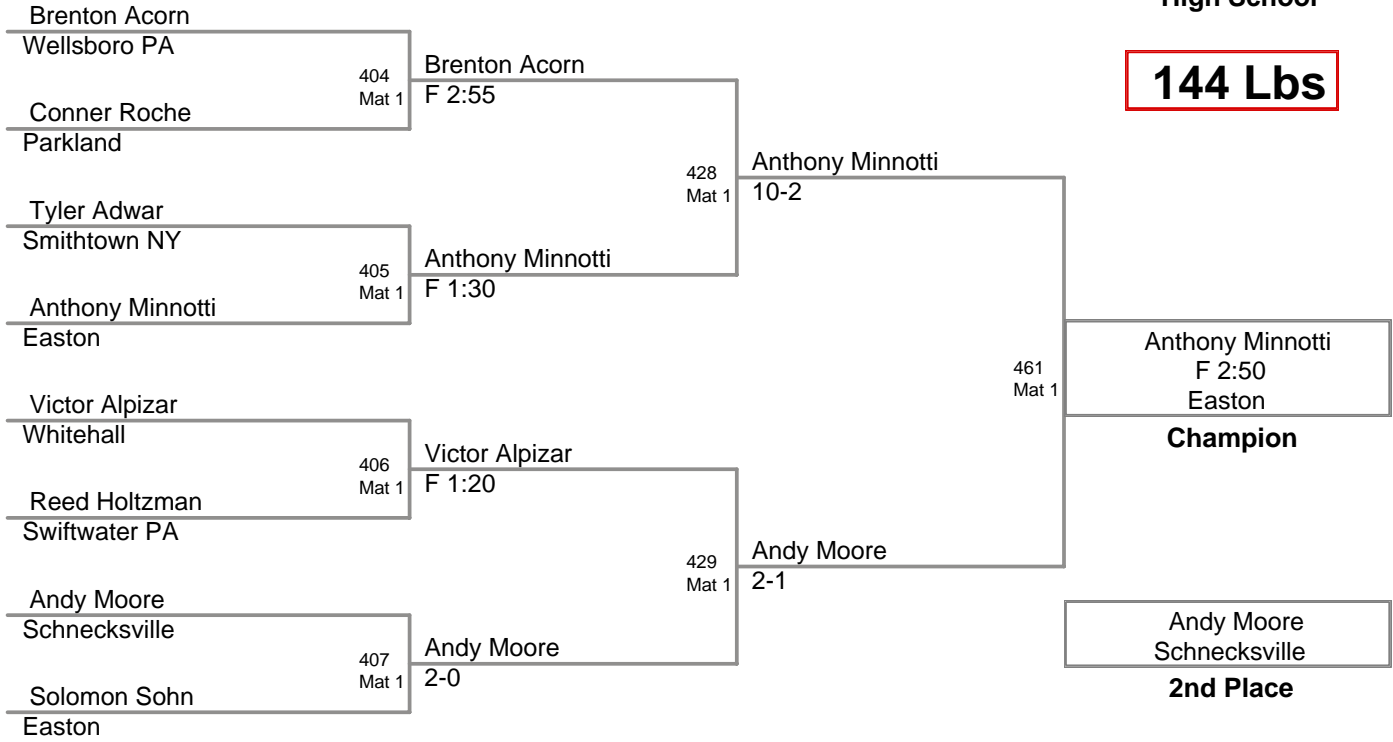 High School
144 Lbs
Brenton Acorn
Wellsboro PA
404
Mat 1
Conner Roche
Parkland
Brenton Acorn
F 2:55
Tyler Adwar
Smithtown NY
405
Mat 1
Anthony Minnotti
Easton
Anthony Minnotti
F 1:30
428
Mat 1
Anthony Minnotti
10-2
Victor Alpizar
Whitehall
406
Mat 1
Reed Holtzman
Swiftwater PA
Victor Alpizar
F 1:20
Andy Moore
Schnecksville
407
Mat 1
Solomon Sohn
Easton
Andy Moore
2-0
429
Mat 1
Andy Moore
2-1
461
Mat 1
Anthony Minnotti
F 2:50
Easton
Champion
Andy Moore
Schnecksville
2nd Place